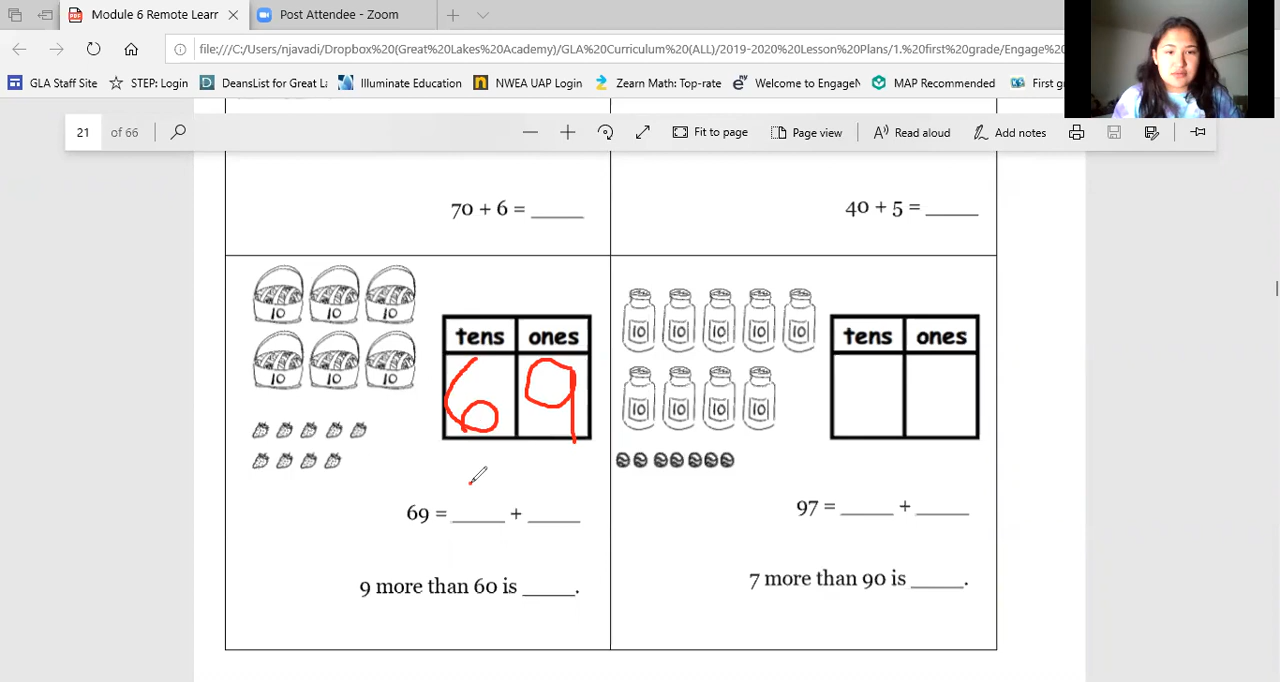 Module 6 Remote Learn
Post Attendee - Zoom
file:///C:/Users/njavadi/Dropbox%20(Great%20Lakes%20Academy)/GLA%20Curriculum%20(ALL)/2019-2020%20Lesson%20Plans/1.%20first%20grade/Engage%20
GLA Staff Site
STEP: Login
DeansList for Great L
Illuminate Education
NWEA UAP Login
Zearn Math: Top-rate
Welcome to EngageN
MAP Recommended
First g
21 of 66
Fit to page
Page view
Read aloud
Add notes
70 + 6 = _____
40 + 5 = _____
10 10 10
10 10 10
tens ones
6 9
69 = _____ + _____
9 more than 60 is _____.
10 10 10 10 10
10 10 10 10
tens ones
97 = _____ + _____
7 more than 90 is _____.